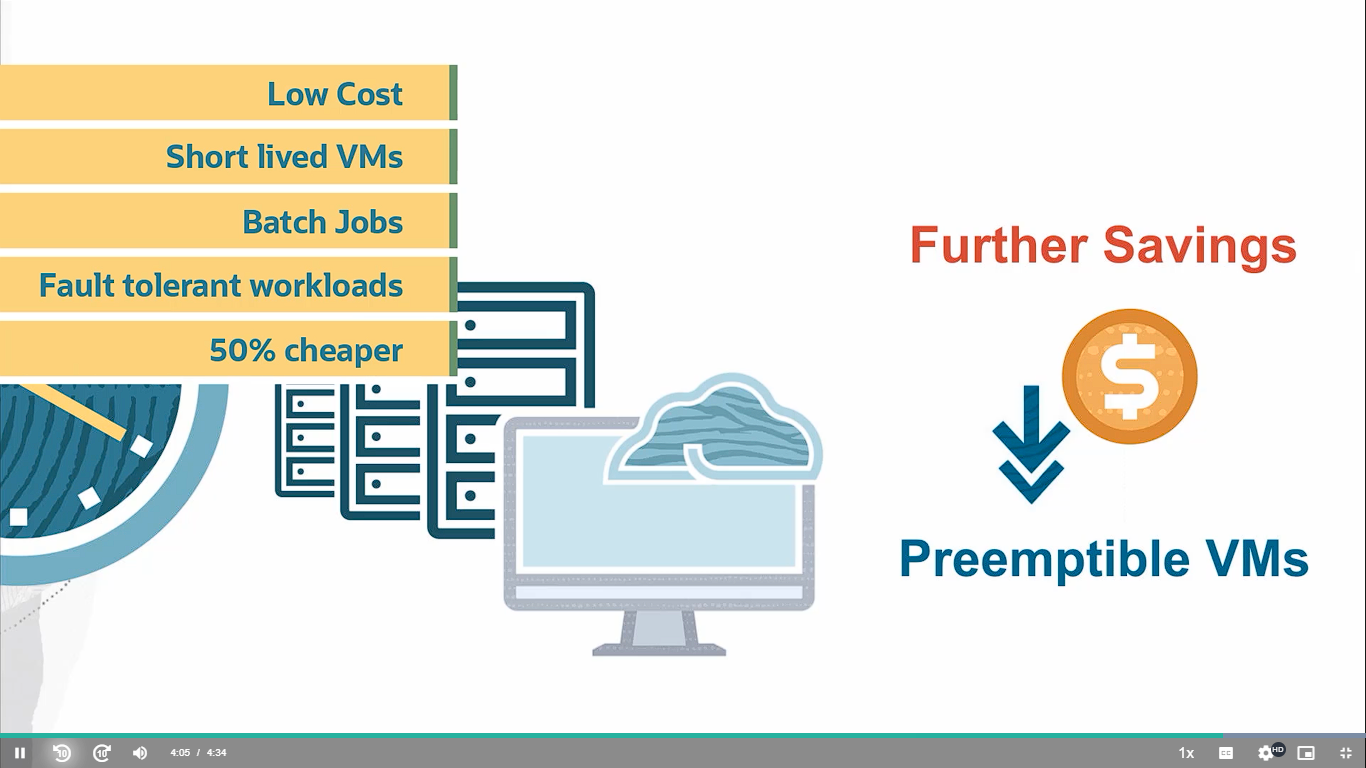 Low Cost
Short lived VMs
Batch Jobs
Fault tolerant workloads
50% cheaper
Further Savings
$
Preemptible VMs
10
10
4:05 / 4:34
1x
CC
HD